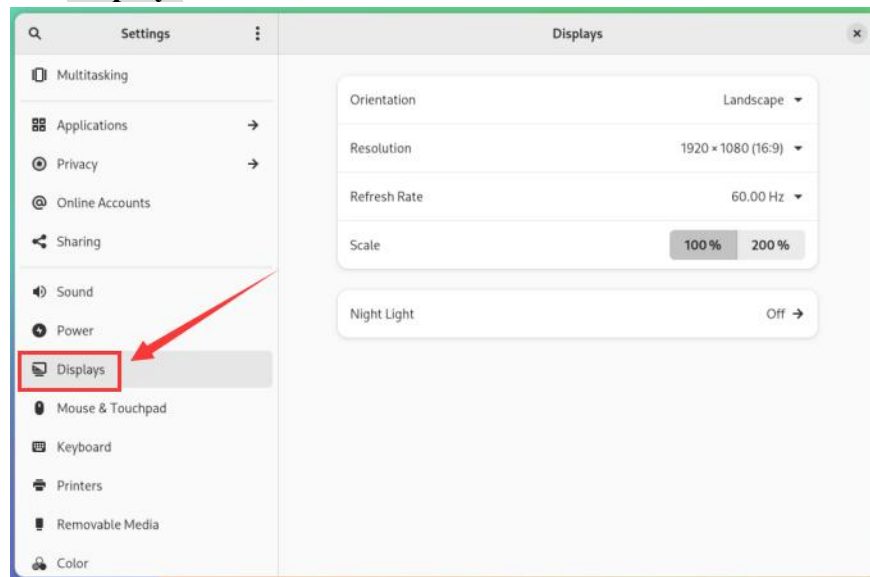 Settings
Displays
Multitasking
Applications
Privacy
Online Accounts
Sharing
Sound
Power
Displays
Mouse & Touchpad
Keyboard
Printers
Removable Media
Color
Orientation
Landscape
Resolution
1920 × 1080 (16:9)
Refresh Rate
60.00 Hz
Scale
100 %
200 %
Night Light
Off